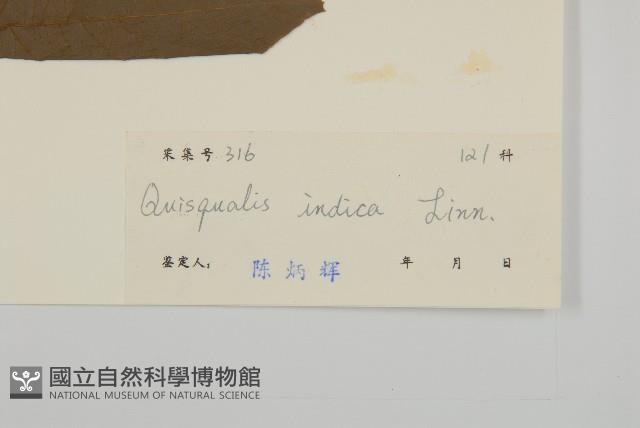 采集号 316 121 科
Quisqualis indica Linn.
鉴定人: 陈炳辉 年 月 日
國立自然科學博物館
NATIONAL MUSEUM OF NATURAL SCIENCE